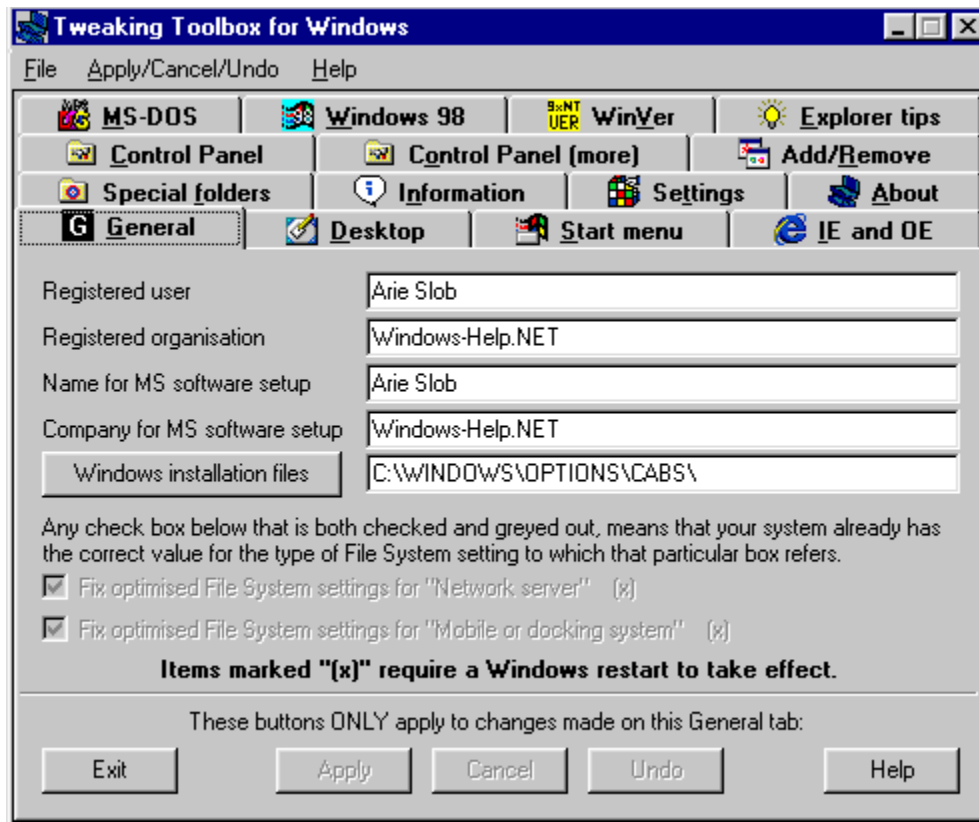 Tweaking Toolbox for Windows
File Apply/Cancel/Undo Help
MS-DOS Windows 98 9xNT VER WinVer Explorer tips
Control Panel Control Panel (more) Add/Remove
Special folders Information Settings About
G General Desktop Start menu IE and OE
Registered user Arie Slob
Registered organisation Windows-Help.NET
Name for MS software setup Arie Slob
Company for MS software setup Windows-Help.NET
Windows installation files C:\WINDOWS\OPTIONS\CABS\
Any check box below that is both checked and greyed out, means that your system already has
the correct value for the type of File System setting to which that particular box refers.
Fix optimised File System settings for "Network server" (x)
Fix optimised File System settings for "Mobile or docking system" (x)
Items marked "(x)" require a Windows restart to take effect.
These buttons ONLY apply to changes made on this General tab:
Exit Apply Cancel Undo Help